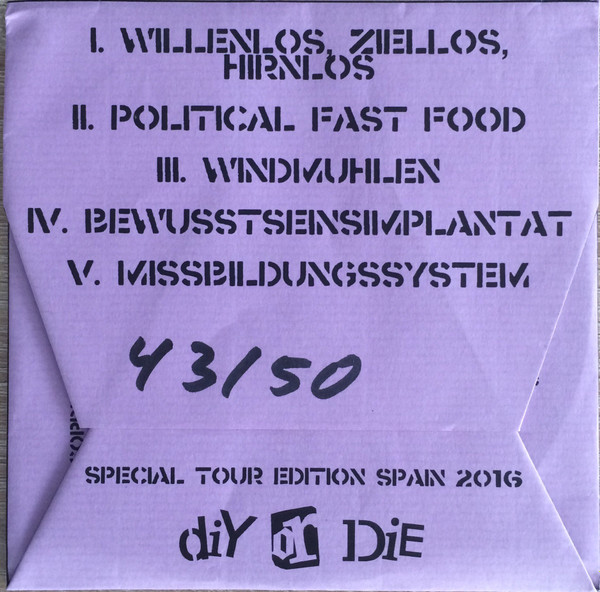 I. WILLENLOS, ZIELLOS,
HIRNLOS
II. POLITICAL FAST FOOD
III. WINDMUHLEN
IV. BEWUSSTSEINSIMPLANTAT
V. MISSBILDUNGSSYSTEM
43/50
SPECIAL TOUR EDITION SPAIN 2016
diY or DiE